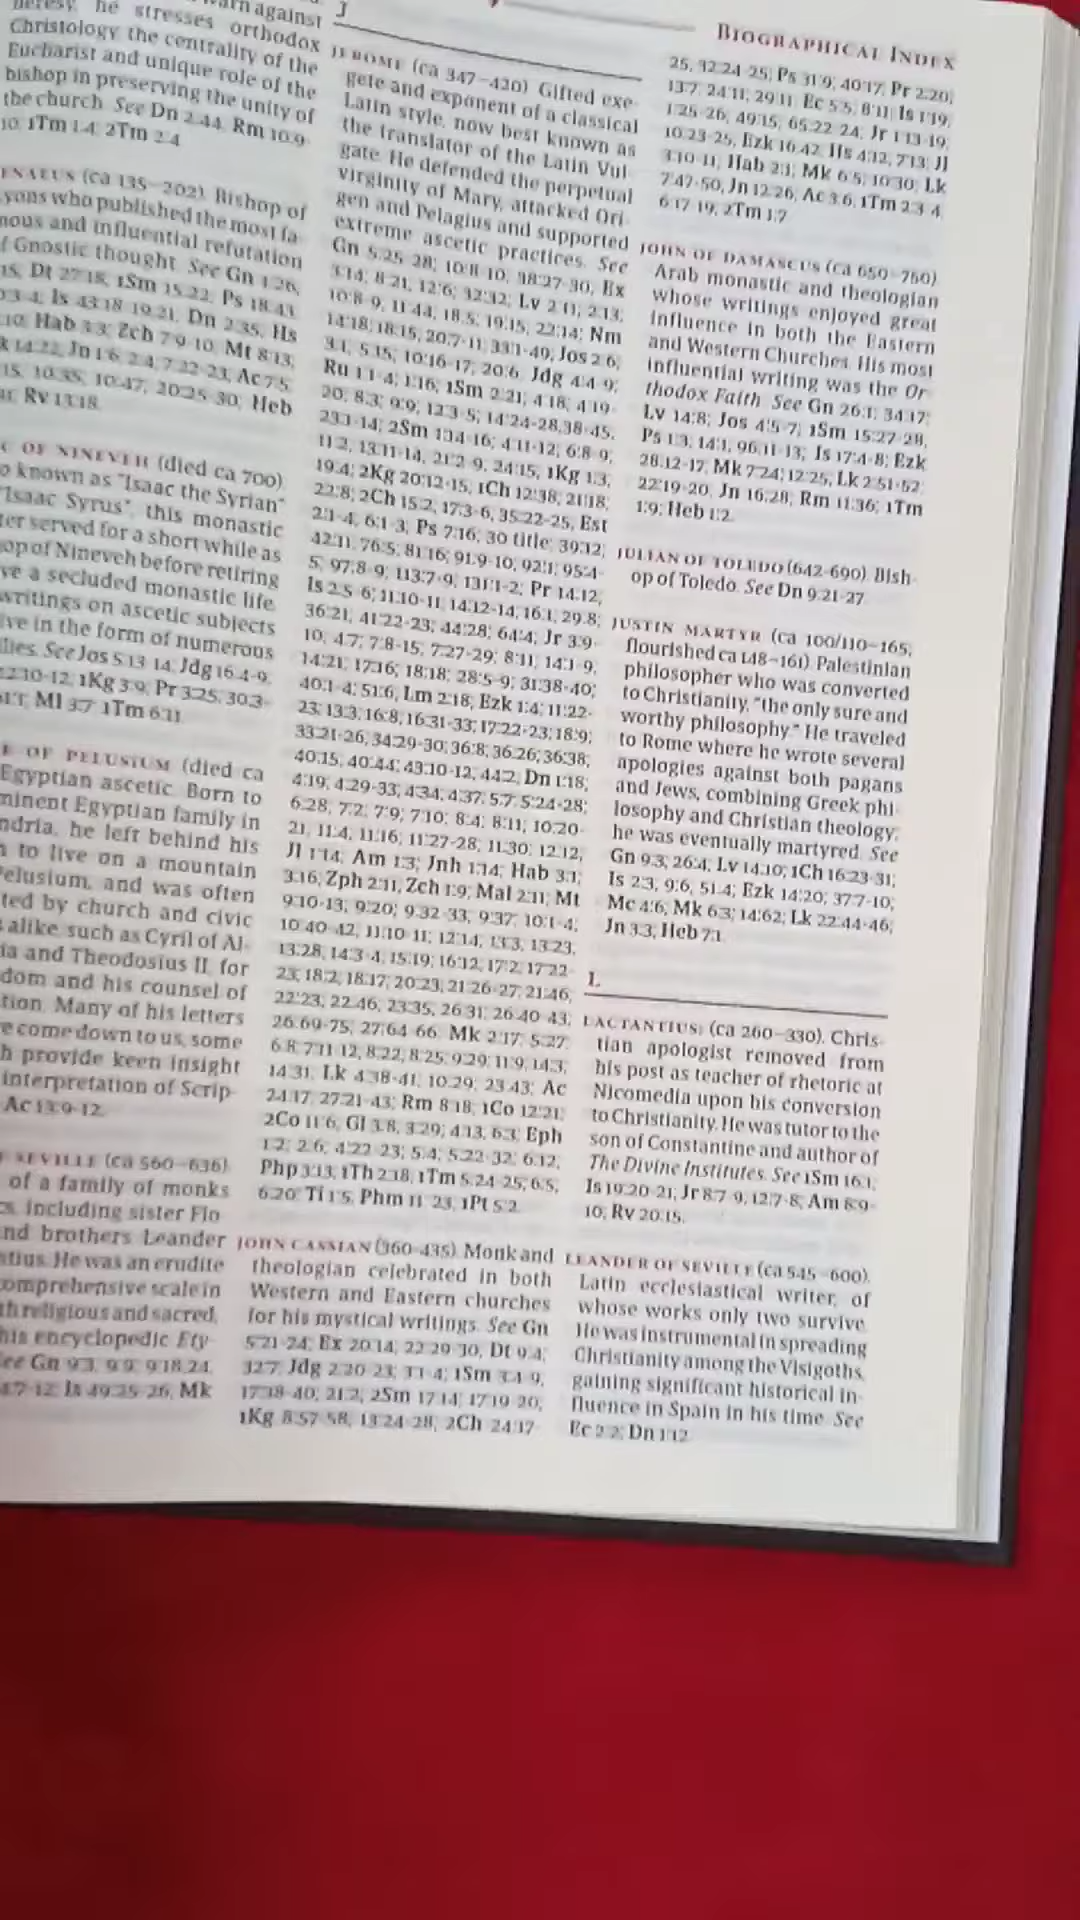 BIOGRAPHICAL INDEX
heresy, he stresses orthodox
Christology, the centrality of the
Eucharist and unique role of the
bishop in preserving the unity of
the church. See Dn 2:44, Rm 10:9-
10, 1Tm 1:4, 2Tm 2:4
(ca 135–202). Bishop of
yons who published the most fa-
mous and influential refutation
f Gnostic thought. See Gn 1:26,
Dt 27:15, 1Sm 15:22, Ps 18:43
Is 43:18-19,21, Dn 2:35, Hs
Hab 3:3, Zch 7:9-10, Mt 8:13,
14:22, Jn 1:6, 2:4, 7:22-23, Ac 7:5,
10:35, 10:47, 20:25-30, Heb
Rv 13:18.
C OF NINEVEH (died ca 700)
o known as "Isaac the Syrian"
"Isaac Syrus", this monastic
ter served for a short while as
op of Nineveh before retiring
ve a secluded monastic life.
writings on ascetic subjects
ive in the form of numerous
ilies. See Jos 5:13-14, Jdg 16:4-9,
1Kg 3:9, Pr 3:25, 30:3-
Ml 3:7, 1Tm 6:11
E OF PELUSIUM (died ca
Egyptian ascetic. Born to
minent Egyptian family in
ndria, he left behind his
to live on a mountain
Pelusium, and was often
ted by church and civic
alike, such as Cyril of Al-
ia and Theodosius II, for
dom and his counsel of
tion. Many of his letters
e come down to us, some
h provide keen insight
interpretation of Scrip-
Ac 13:9-12
F SEVILLE (ca 560–636)
of a family of monks
s, including sister Flo
nd brothers Leander
He was an erudite
comprehensive scale in
th religious and sacred,
his encyclopedic Ety-
See Gn 9:3, 9:9, 9:18,24,
Is 49:25-26, Mk
J
JEROME (ca 347–420) Gifted exe-
gete and exponent of a classical
Latin style, now best known as
the translator of the Latin Vul-
gate. He defended the perpetual
virginity of Mary, attacked Ori-
gen and Pelagius and supported
extreme ascetic practices. See
Gn 5:25-28; 10:8-10, 38:27-30, Ex
3:14; 8:21, 12:6; 32:32; Lv 2:11; 2:13;
10:8-9, 11:44, 18:5; 19:15, 22:14; Nm
14:18; 18:15, 20:7-11; 33:1-49; Jos 2:6;
3:1, 5:15; 10:16-17; 20:6, Jdg 4:4-9;
Ru 1:1-4; 1:16, 1Sm 2:21; 4:18; 4:19-
20; 8:3; 9:9; 12:3-5; 14:24-28,38-45,
23:1-14; 2Sm 1:14-16; 4:11-12; 6:8-9;
11:2, 13:11-14, 21:2-9, 24:15, 1Kg 1:3,
19:4; 2Kg 20:12-15, 1Ch 12:38, 21:18;
22:8; 2Ch 15:2, 17:3-6, 35:22-25, Est
2:1-4, 6:1-3; Ps 7:16; 30 title; 39:12;
42:11, 76:5; 81:16; 91:9-10, 92:1; 95:4-
5; 97:8-9; 113:7-9, 131:1-2; Pr 14:12,
Is 2:5-6; 11:10-11; 14:12-14, 16:1, 29:8;
36:21, 41:22-23; 44:28; 64:4; Jr 3:9-
10, 4:7; 7:8-15; 7:27-29; 8:11, 14:1-9,
14:21; 17:16; 18:18; 28:5-9; 31:38-40;
40:1-4; 51:6, Lm 2:18; Ezk 1:4; 11:22-
23; 13:3; 16:8, 16:31-33; 17:22-23; 18:9;
33:21-26; 34:29-30; 36:8; 36:26; 36:38;
40:15, 40:44; 43:10-12, 44:2; Dn 1:18;
4:19, 4:29-33; 4:34; 4:37; 5:7; 5:24-28;
6:28, 7:2; 7:9; 7:10; 8:4; 8:11; 10:20-
21, 11:4, 11:16; 11:27-28, 11:30, 12:12,
Jl 1:14, Am 1:3; Jnh 1:14; Hab 3:1;
3:16, Zph 2:11, Zch 1:9; Mal 2:11; Mt
9:10-13; 9:20; 9:32-33, 9:37, 10:1-4;
10:40-42, 11:10-11, 12:14, 13:3, 13:23,
13:28, 14:3-4, 15:19; 16:12, 17:2, 17:22-
23; 18:2, 18:17; 20:23, 21:26-27; 21:46,
22:23; 22:46, 23:35, 26:31; 26:40-43;
26:69-75; 27:64-66, Mk 2:17; 5:27;
6:8; 7:11-12; 8:22, 8:25; 9:29; 11:9, 14:3,
14:31, Lk 4:38-41, 10:29, 23:43; Ac
24:17, 27:21-43; Rm 8:18; 1Co 12:21;
2Co 11:6, Gl 3:8, 3:29; 4:13, 6:3; Eph
1:2; 2:6; 4:22-23; 5:4; 5:22-32; 6:12;
Php 3:13; 1Th 2:18, 1Tm 5:24-25; 6:5,
6:20; Ti 1:5, Phm 11-23, 1Pt 5:2.
JOHN CASSIAN (360–435). Monk and
theologian celebrated in both
Western and Eastern churches
for his mystical writings. See Gn
5:21-24; Ex 20:14, 22:29-30, Dt 9:4;
32:7, Jdg 2:20-23; 3:1-4; 1Sm 3:4-9,
17:38-40; 21:2, 2Sm 17:14; 17:19-20;
1Kg 8:57-58, 13:24-28, 2Ch 24:17-
25, 32:24-25; Ps 31:9, 40:17, Pr 2:20;
13:7, 24:11; 29:11, Ec 5:5, 8:11; Is 1:19,
1:25-26, 49:15, 65:22-24, Jr 1:13-19,
10:23-25, Ezk 16:42, Hs 4:12, 7:13; Jl
3:10-11, Hab 2:1; Mk 6:5; 10:30; Lk
7:47-50, Jn 12:26, Ac 3:6, 1Tm 2:3-4
6:17-19, 2Tm 1:7
JOHN OF DAMASCUS (ca 650–750)
Arab monastic and theologian
whose writings enjoyed great
influence in both the Eastern
and Western Churches. His most
influential writing was the Or-
thodox Faith. See Gn 26:1; 34:17;
Lv 14:8; Jos 4:5-7; 1Sm 15:27-28,
Ps 1:3, 14:1, 96:11-13; Is 17:4-8; Ezk
28:12-17, Mk 7:24; 12:25, Lk 2:51-52;
22:19-20, Jn 16:28, Rm 11:36; 1Tm
1:9; Heb 1:2
JULIAN OF TOLEDO (642–690). Bish-
op of Toledo. See Dn 9:21-27
JUSTIN MARTYR (ca 100/110–165;
flourished ca 148–161). Palestinian
philosopher who was converted
to Christianity, "the only sure and
worthy philosophy." He traveled
to Rome where he wrote several
apologies against both pagans
and Jews, combining Greek phi-
losophy and Christian theology;
he was eventually martyred. See
Gn 9:3; 26:4, Lv 14:10; 1Ch 16:23-31;
Is 2:3, 9:6, 51:4; Ezk 14:20; 37:7-10;
Mc 4:6; Mk 6:3; 14:62; Lk 22:44-46;
Jn 3:3; Heb 7:1
L
LACTANTIUS: (ca 260–330). Chris-
tian apologist removed from
his post as teacher of rhetoric at
Nicomedia upon his conversion
to Christianity. He was tutor to the
son of Constantine and author of
The Divine Institutes. See 1Sm 16:1;
Is 19:20-21; Jr 8:7-9, 12:7-8; Am 8:9-
10; Rv 20:15.
LEANDER OF SEVILLE (ca 545–600).
Latin ecclesiastical writer, of
whose works only two survive.
He was instrumental in spreading
Christianity among the Visigoths,
gaining significant historical in-
fluence in Spain in his time. See
Ec 2:2; Dn 1:12